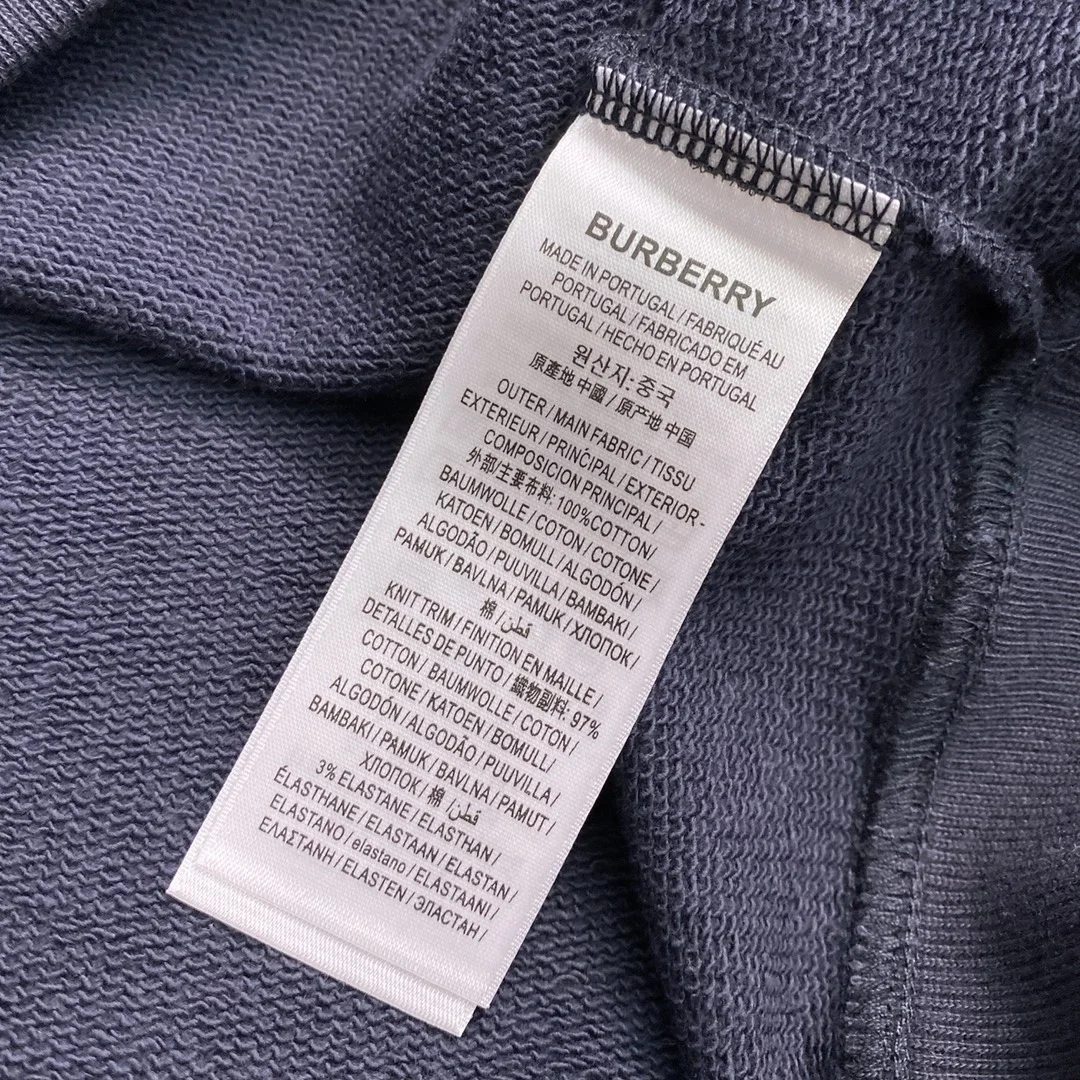 BURBERRY
MADE IN PORTUGAL / FABRIQUÉ AU
PORTUGAL / FABRICADO EM
PORTUGAL / HECHO EN PORTUGAL
원산지: 중국
原產地 中國 / 原产地 中国
OUTER / MAIN FABRIC / TISSU
EXTERIEUR / PRINCIPAL / EXTERIOR-
COMPOSICION PRINCIPAL /
外部/主要布料: 100% COTTON/
BAUMWOLLE / COTON / COTONE /
KATOEN / BOMULL / ALGODÓN /
ALGODÃO / PUUVILLA / BAMBAKI /
PAMUK / BAVLNA / PAMUK / ХЛОПОК /
棉 / قطن/
KNIT TRIM / FINITION EN MAILLE /
DETALLES DE PUNTO / 織物副料: 97%
COTTON / BAUMWOLLE / COTON /
COTONE / KATOEN / BOMULL /
ALGODÓN / ALGODÃO / PUUVILLA /
BAMBAKI / PAMUK / BAVLNA / PAMUT /
ХЛОПОК / 棉 / قطن/
3% ELASTANE / ELASTHAN /
ÉLASTHANE / ELASTAAN / ELASTAN /
ELASTANO / elastano / ELASTAANI /
ΕΛΑΣΤΑΝΗ / ELASTEN / ЭЛАСТАН /